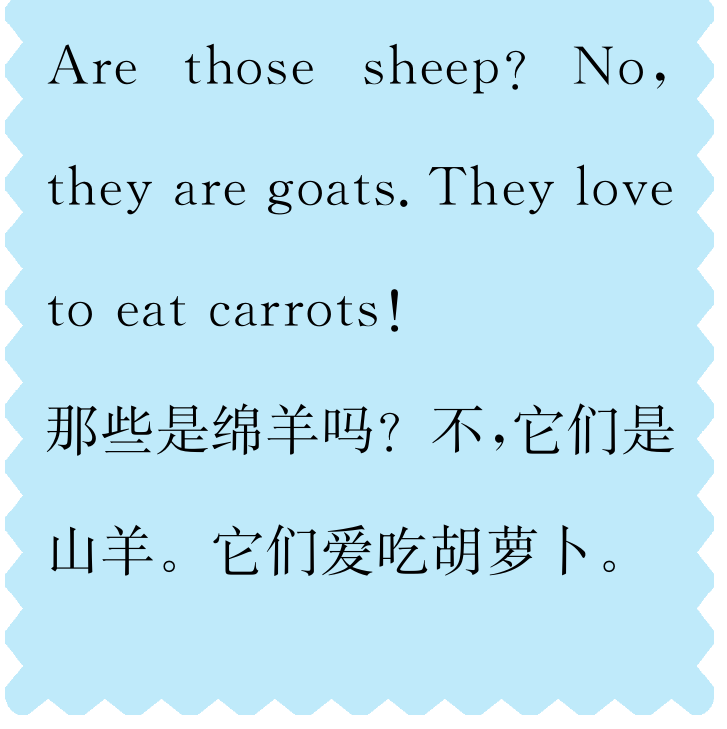 Are those sheep? No,
they are goats. They love
to eat carrots!
那些是绵羊吗? 不,它们是
山羊。它们爱吃胡萝卜。